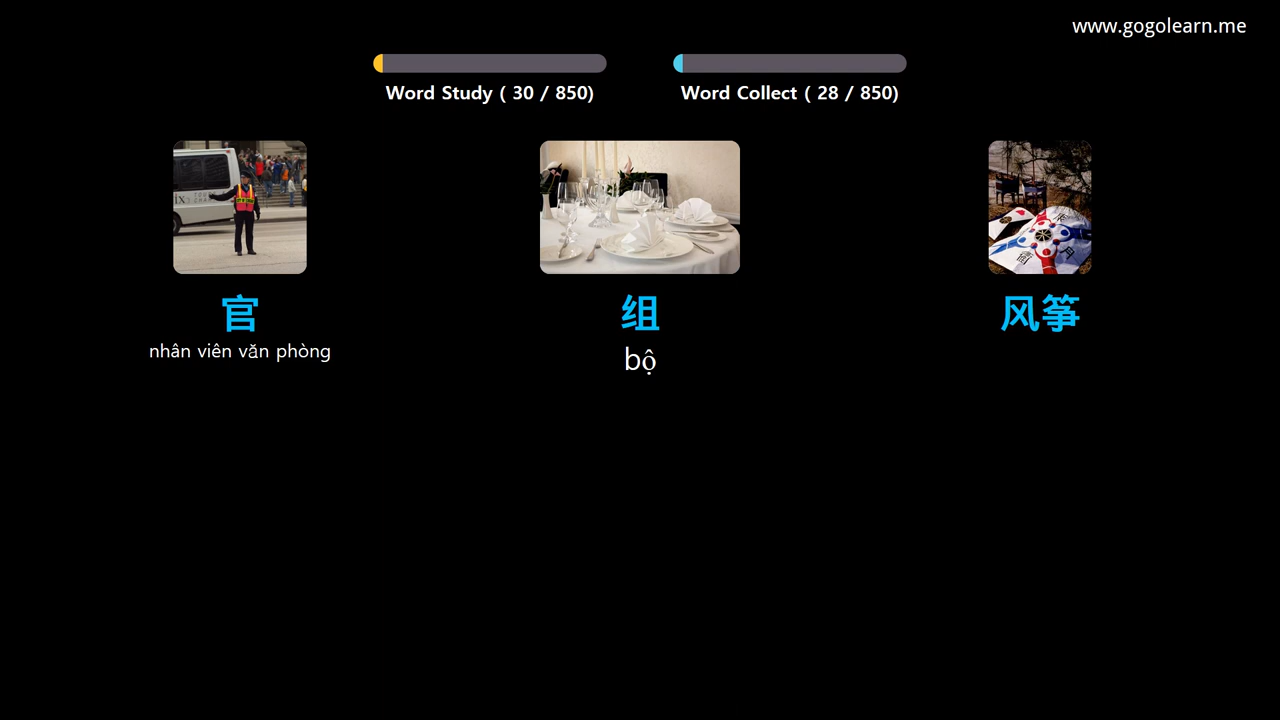 www.gogolearn.me
Word Study ( 30 / 850)
Word Collect ( 28 / 850)
官
组
风筝
nhân viên văn phòng
bộ